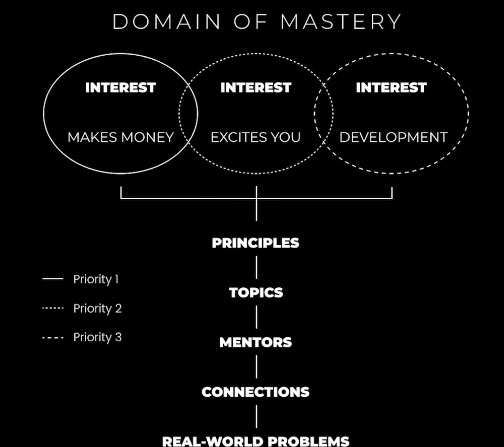 DOMAIN OF MASTERY
INTEREST INTEREST INTEREST
MAKES MONEY EXCITES YOU DEVELOPMENT
PRINCIPLES
Priority 1
TOPICS
Priority 2
Priority 3
MENTORS
CONNECTIONS
REAL-WORLD PROBLEMS